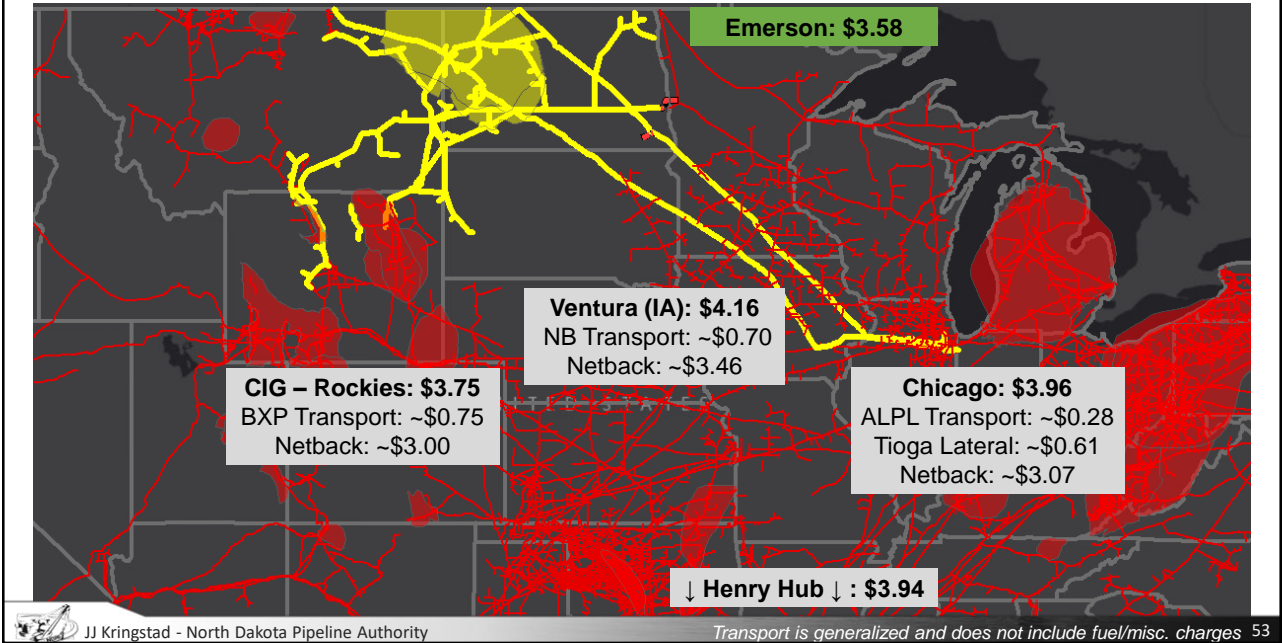 Emerson: $3.58
Ventura (IA): $4.16
NB Transport: ~$0.70
Netback: ~$3.46
CIG – Rockies: $3.75
BXP Transport: ~$0.75
Netback: ~$3.00
Chicago: $3.96
ALPL Transport: ~$0.28
Tioga Lateral: ~$0.61
Netback: ~$3.07
↓ Henry Hub ↓ : $3.94
JJ Kringstad - North Dakota Pipeline Authority
Transport is generalized and does not include fuel/misc. charges 53